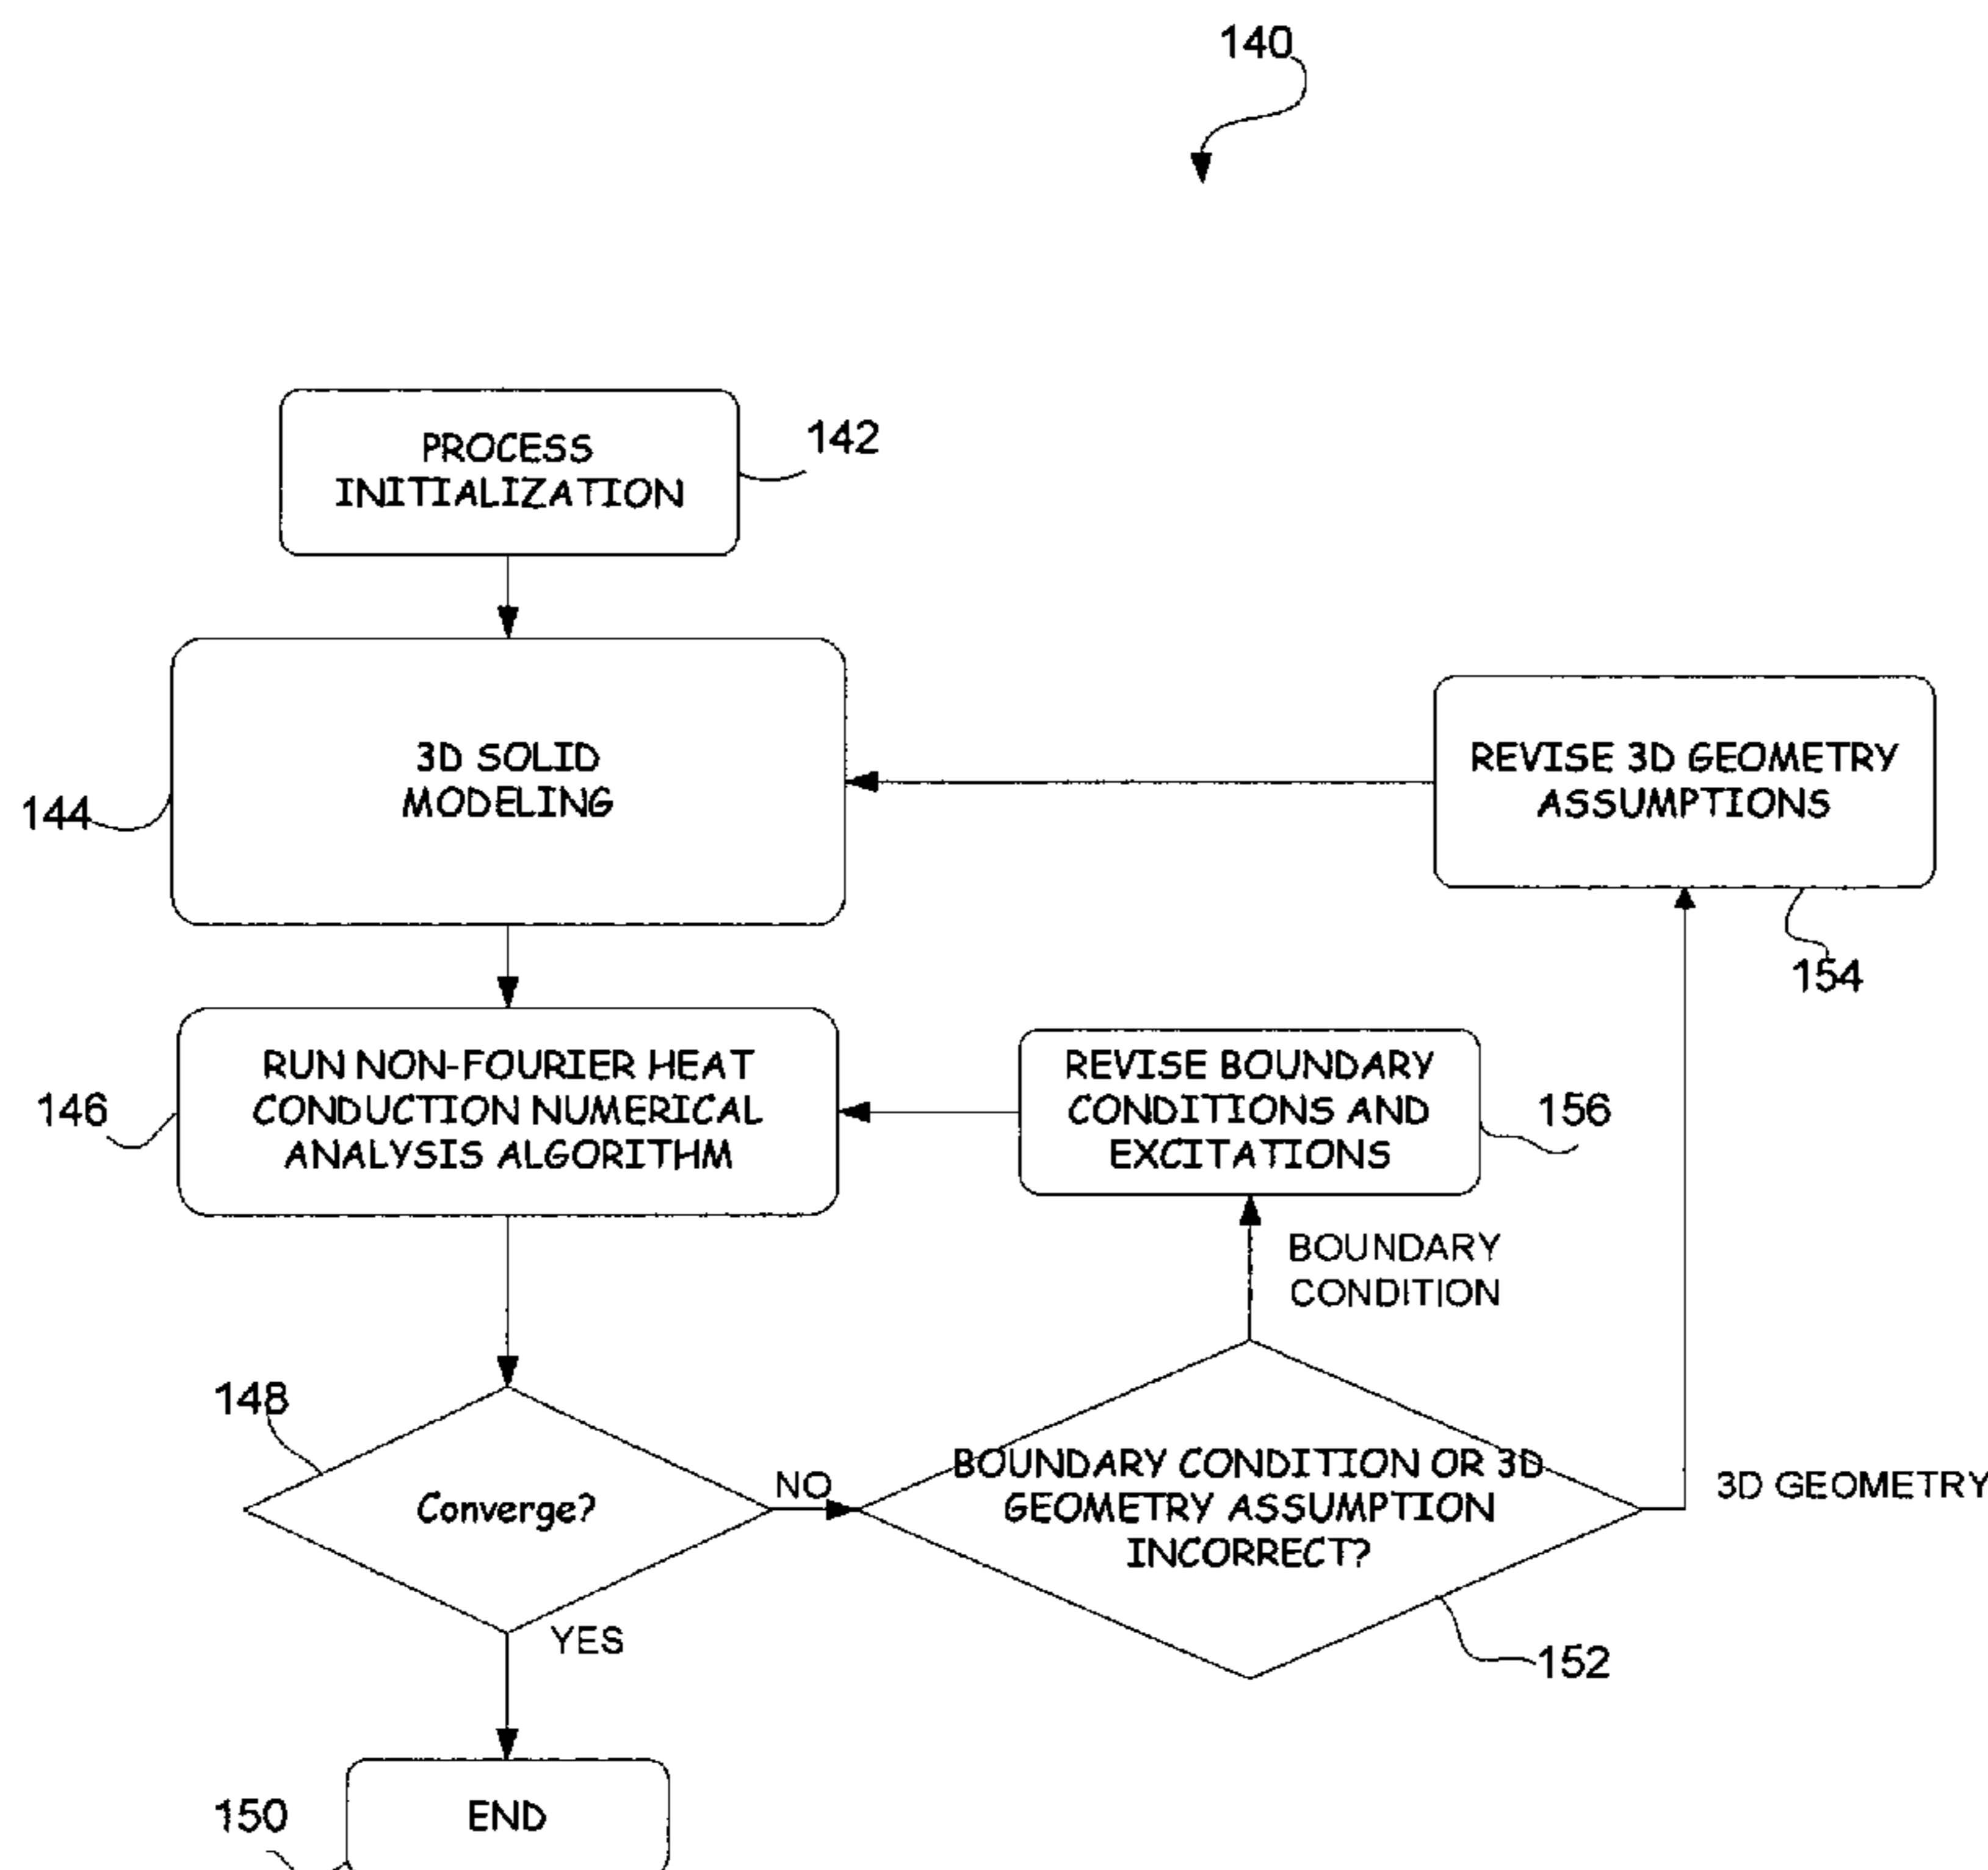 140
PROCESS
INITIALIZATION
142
3D SOLID
MODELING
144
REVISE 3D GEOMETRY
ASSUMPTIONS
154
RUN NON-FOURIER HEAT
CONDUCTION NUMERICAL
ANALYSIS ALGORITHM
146
REVISE BOUNDARY
CONDITIONS AND
EXCITATIONS
156
BOUNDARY
CONDITION
148
Converge?
NO
BOUNDARY CONDITION OR 3D
GEOMETRY ASSUMPTION
INCORRECT?
3D GEOMETRY
152
YES
END
150